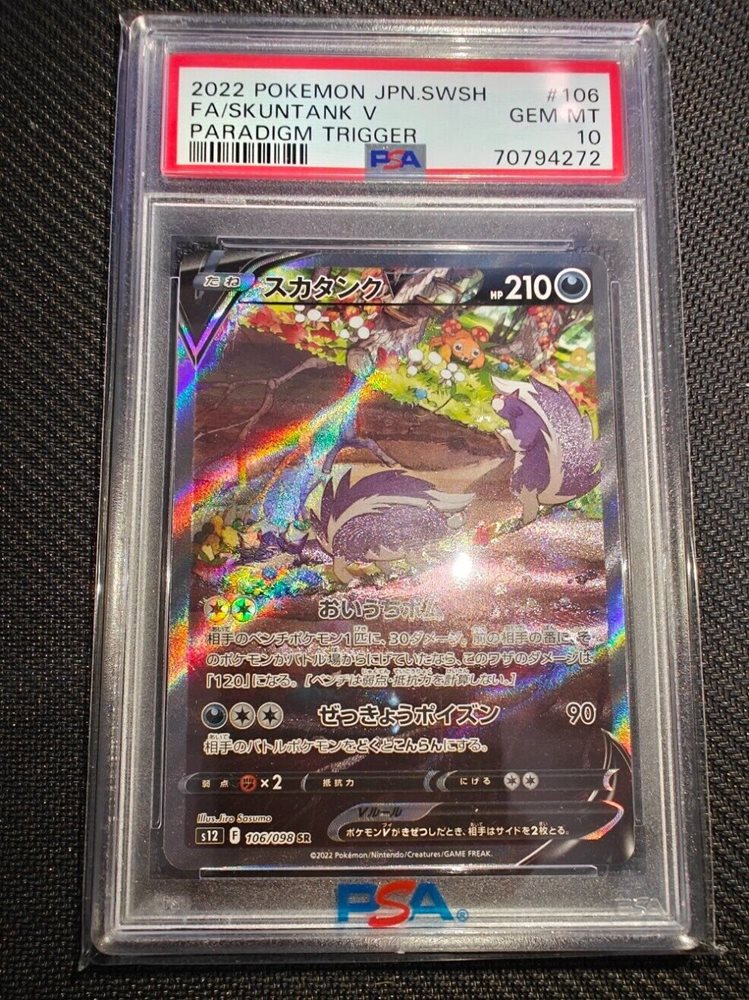 2022 POKEMON JPN.SWSH #106
FA/SKUNTANK V GEM MT
PARADIGM TRIGGER 10
PSA 70794272
たね スカタンクV HP 210
おいうちボム
相手のベンチポケモン1匹に、30ダメージ。前の相手の番に、そ
のポケモンがバトル場からにげていたなら、このワザのダメージは
「120」になる。[ベンチは弱点・抵抗力を計算しない。]
ぜっきょうポイズン 90
相手のバトルポケモンをどくとこんらんにする。
弱点 ×2 抵抗力 にげる
Illus.Jiro Sasumo
Vルール
s12 F 106/098 SR
ポケモンVがきぜつしたとき、相手はサイドを2枚とる。
©2022 Pokémon/Nintendo/Creatures/GAME FREAK.
PSA®